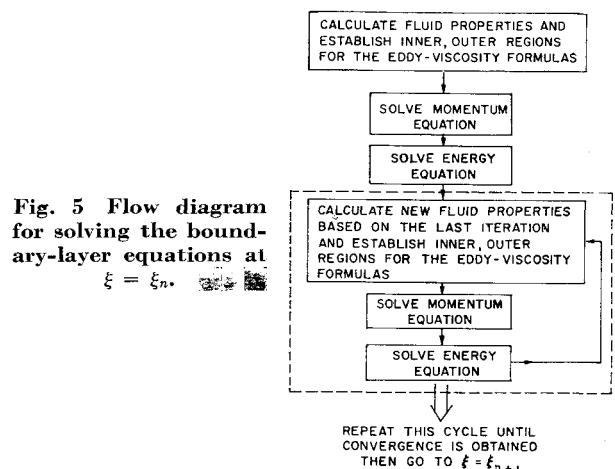 CALCULATE FLUID PROPERTIES AND
ESTABLISH INNER, OUTER REGIONS
FOR THE EDDY-VISCOSITY FORMULAS
SOLVE MOMENTUM
EQUATION
SOLVE ENERGY
EQUATION
Fig. 5 Flow diagram
for solving the bound-
ary-layer equations at
ξ = ξn.
CALCULATE NEW FLUID PROPERTIES
BASED ON THE LAST ITERATION
AND ESTABLISH INNER, OUTER
REGIONS FOR THE EDDY-VISCOSITY
FORMULAS
SOLVE MOMENTUM
EQUATION
SOLVE ENERGY
EQUATION
REPEAT THIS CYCLE UNTIL
CONVERGENCE IS OBTAINED
THEN GO TO ξ = ξn+1